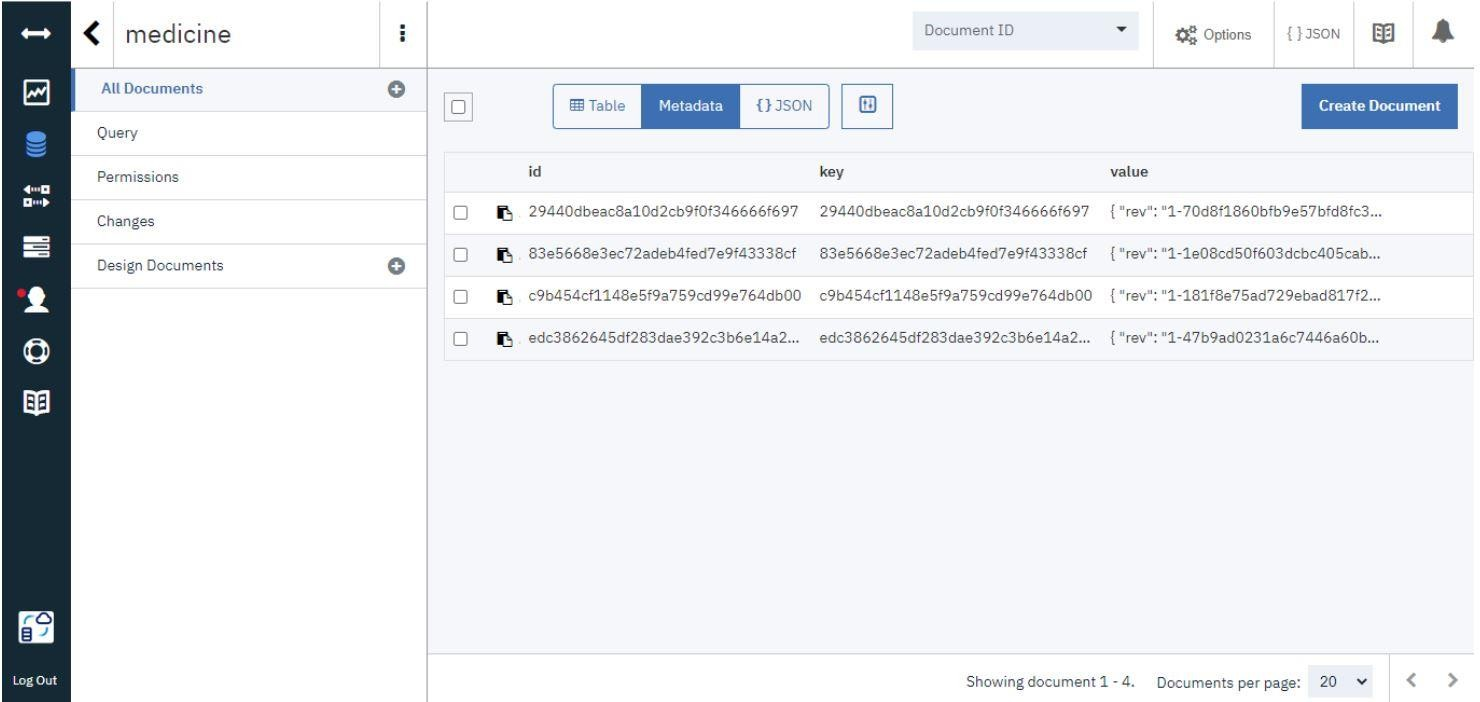 medicine
Document ID
Options
{ } JSON
All Documents
Query
Permissions
Changes
Design Documents
Table Metadata {} JSON
Create Document
id key value
29440dbeac8a10d2cb9f0f346666f697 29440dbeac8a10d2cb9f0f346666f697 { "rev": "1-70d8f1860bfb9e57bfd8fc3...
83e5668e3ec72adeb4fed7e9f43338cf 83e5668e3ec72adeb4fed7e9f43338cf { "rev": "1-1e08cd50f603dcbc405cab...
c9b454cf1148e5f9a759cd99e764db00 c9b454cf1148e5f9a759cd99e764db00 { "rev": "1-181f8e75ad729ebad817f2...
edc3862645df283dae392c3b6e14a2... edc3862645df283dae392c3b6e14a2... { "rev": "1-47b9ad0231a6c7446a60b...
Log Out
Showing document 1 - 4. Documents per page: 20